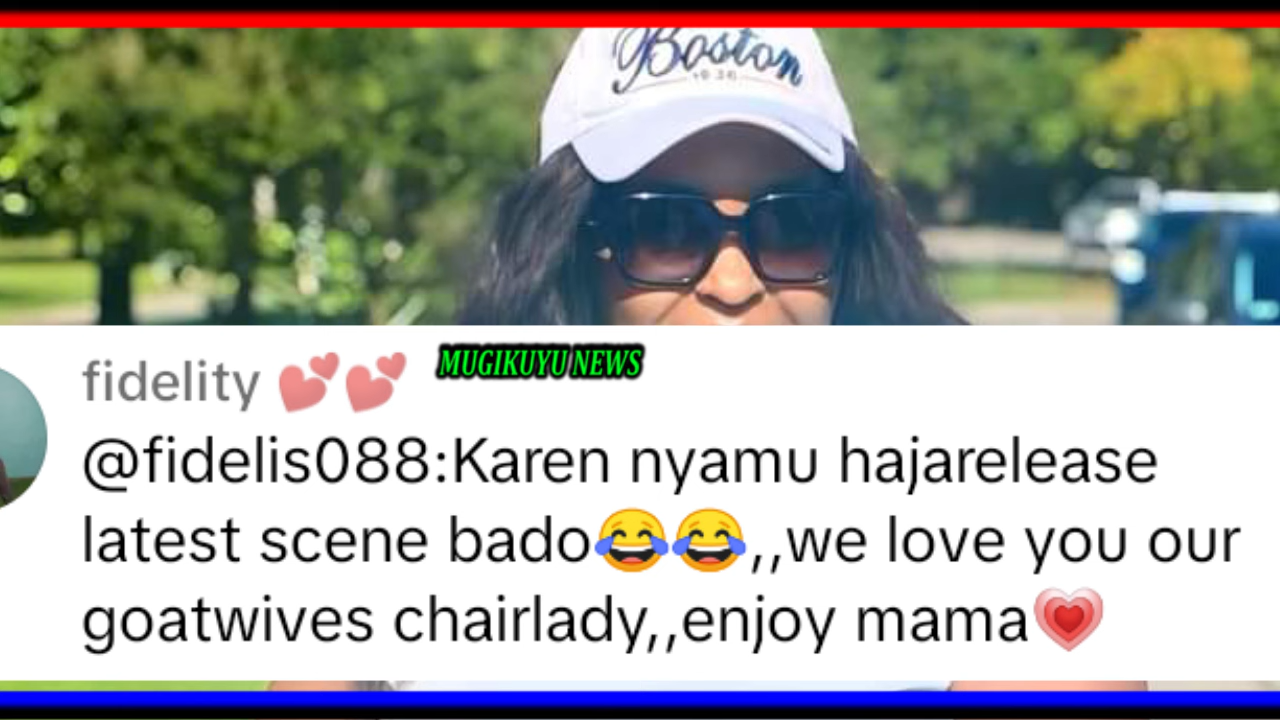 Boston
fidelity 💕💕
MUGIKUYU NEWS
@fidelis088:Karen nyamu hajarelease
latest scene bado😂😂,,we love you our
goatwives chairlady,,enjoy mama💗